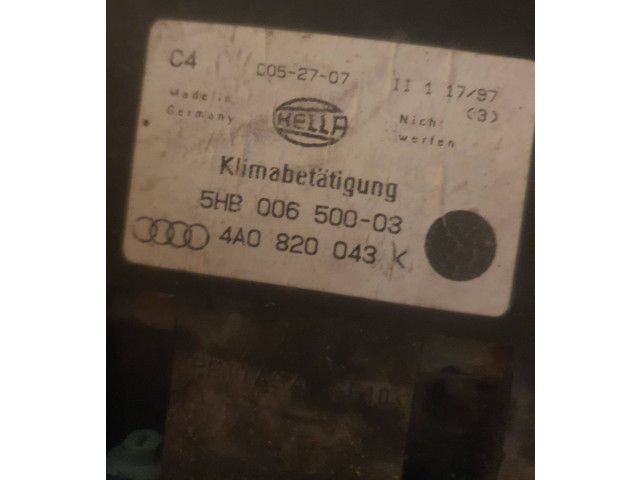 C4 C05-27-07 II 1 17/97
Made in
Germany
HELLA
Nicht
werfen
(3)
Klimabetätigung
5HB 006 500-03
4A0 820 043 K